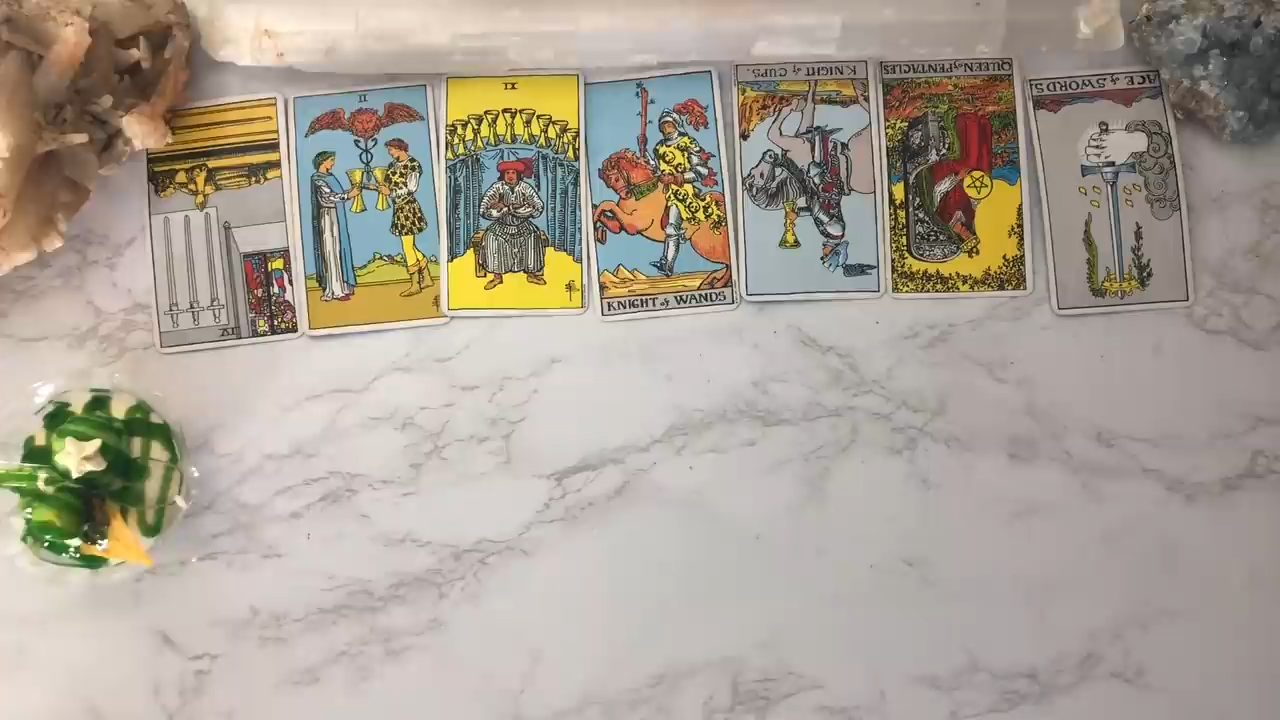 IV
II
IX
KNIGHT of WANDS
KNIGHT of CUPS.
QUEEN of PENTACLES
ACE of SWORDS.